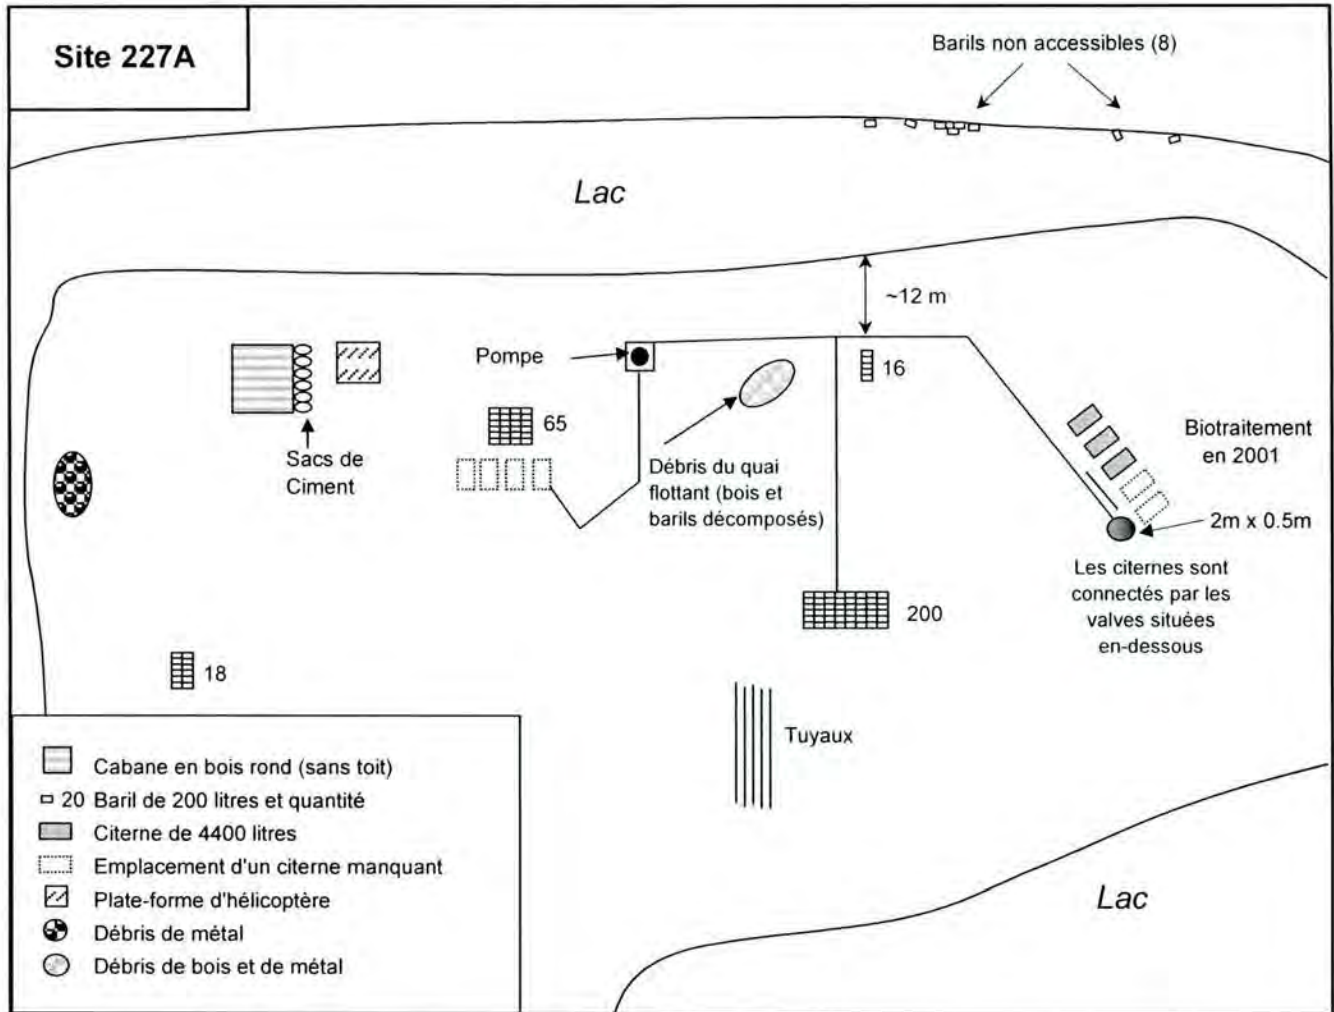 Site 227A
Barils non accessibles (8)
Lac
~12 m
Pompe
16
65
Biotraitement
en 2001
Sacs de
Ciment
Débris du quai
flottant (bois et
barils décomposés)
2m x 0.5m
Les citernes sont
connectés par les
valves situées
en-dessous
200
18
Tuyaux
Lac
Cabane en bois rond (sans toit)
20 Baril de 200 litres et quantité
Citerne de 4400 litres
Emplacement d'un citerne manquant
Plate-forme d'hélicoptère
Débris de métal
Débris de bois et de métal